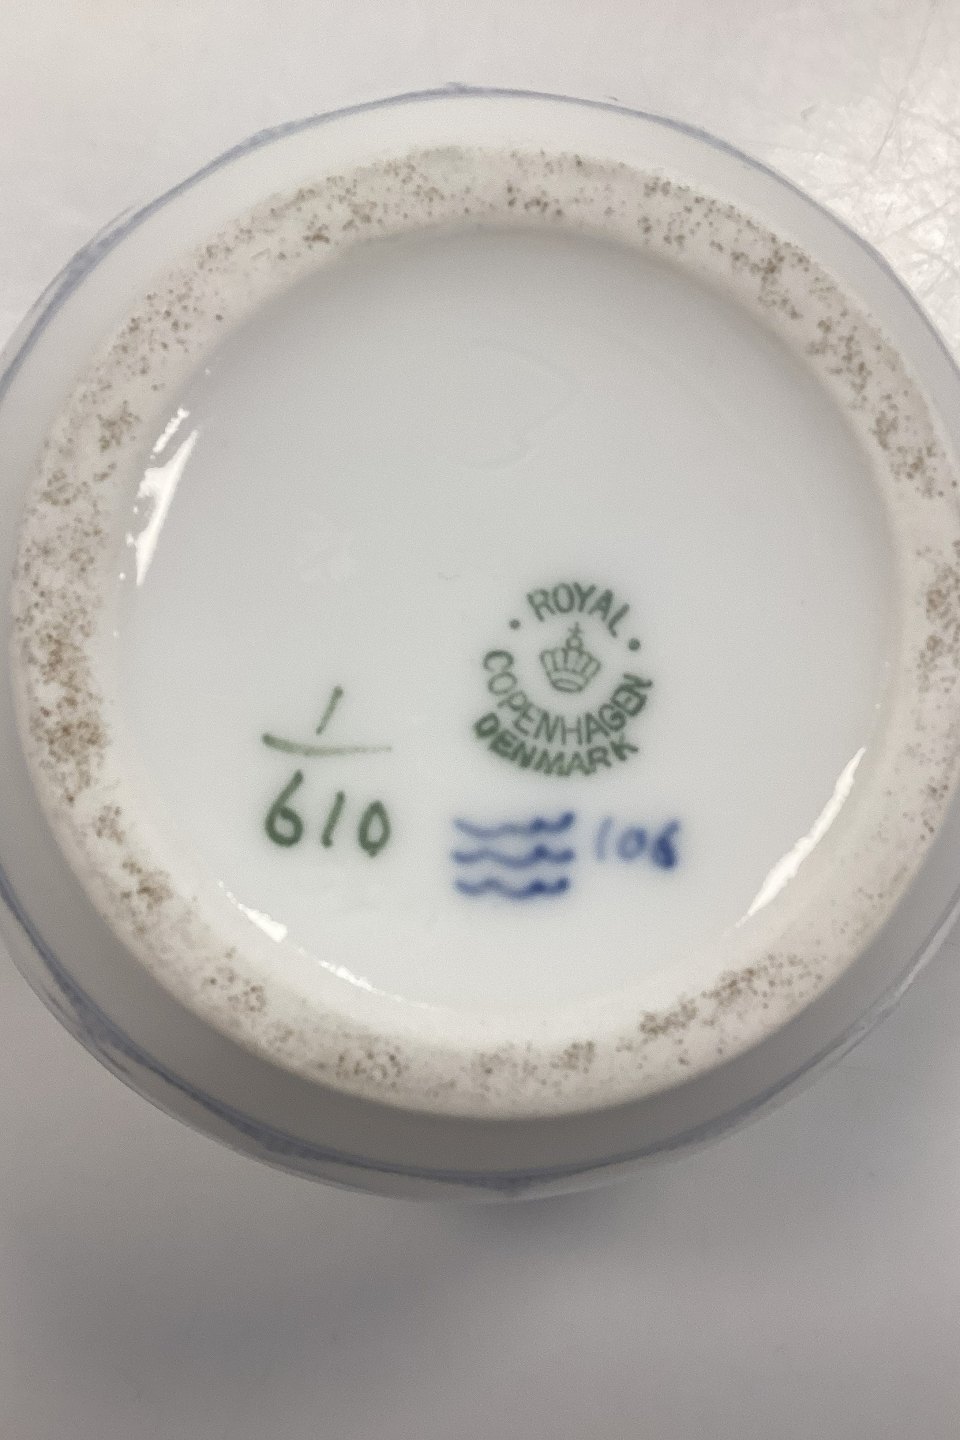 ROYAL
COPENHAGEN
DENMARK
1
610
106